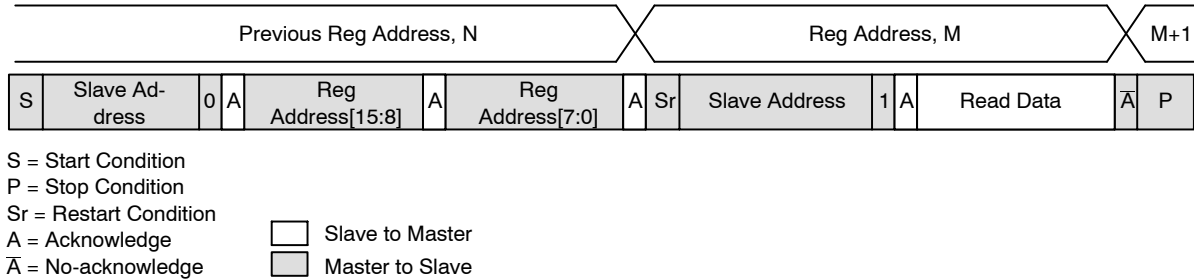 Previous Reg Address, N
Reg Address, M
M+1
S
Slave Ad-
dress
0
A
Reg
Address[15:8]
A
Reg
Address[7:0]
A
Sr
Slave Address
1
A
Read Data
A̅
P
S = Start Condition
P = Stop Condition
Sr = Restart Condition
A = Acknowledge
A̅ = No-acknowledge
Slave to Master
Master to Slave